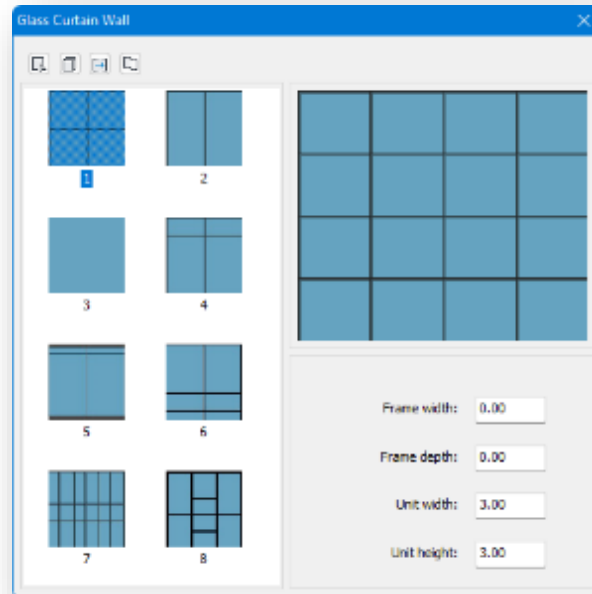 Glass Curtain Wall
1
2
3
4
5
6
7
8
Frame width: 0.00
Frame depth: 0.00
Unit width: 3.00
Unit height: 3.00